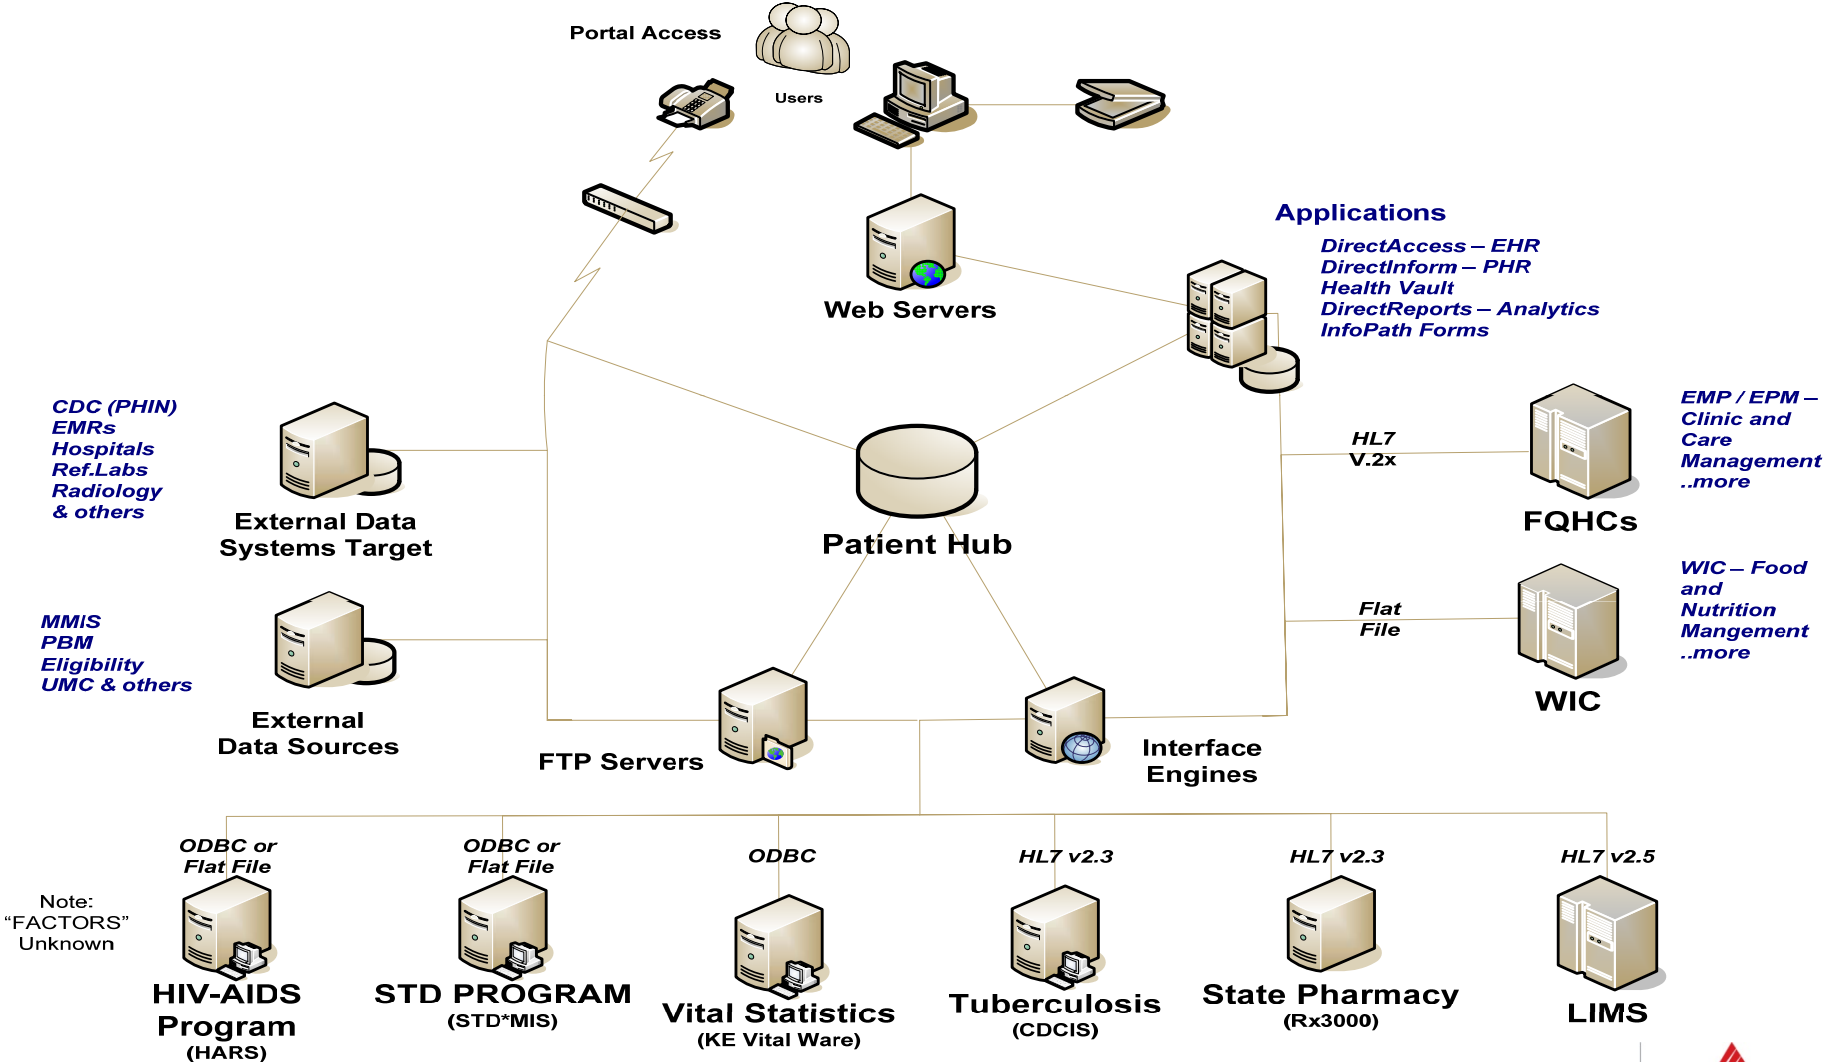 Portal Access
Users
Applications
DirectAccess – EHR
DirectInform – PHR
Health Vault
DirectReports – Analytics
InfoPath Forms
Web Servers
CDC (PHIN)
EMRs
Hospitals
Ref.Labs
Radiology
& others
External Data
Systems Target
Patient Hub
HL7
V.2x
FQHCs
EMP / EPM –
Clinic and
Care
Management
..more
MMIS
PBM
Eligibility
UMC & others
External
Data Sources
Flat
File
WIC
WIC – Food
and
Nutrition
Mangement
..more
FTP Servers
Interface
Engines
Note:
“FACTORS”
Unknown
ODBC or
Flat File
HIV-AIDS
Program
(HARS)
ODBC or
Flat File
STD PROGRAM
(STD*MIS)
ODBC
Vital Statistics
(KE Vital Ware)
HL7 v2.3
Tuberculosis
(CDCIS)
HL7 v2.3
State Pharmacy
(Rx3000)
HL7 v2.5
LIMS